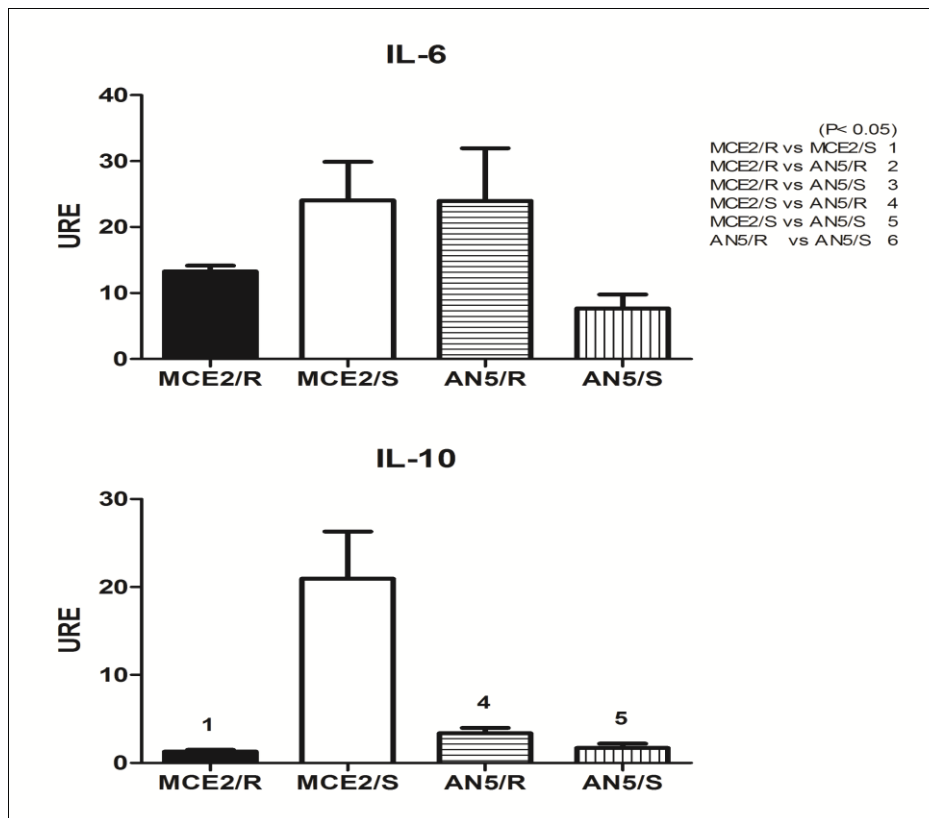 IL-6
URE
40
30
20
10
0
MCE2/R MCE2/S AN5/R AN5/S
(P< 0.05)
MCE2/R vs MCE2/S 1
MCE2/R vs AN5/R 2
MCE2/R vs AN5/S 3
MCE2/S vs AN5/R 4
MCE2/S vs AN5/S 5
AN5/R vs AN5/S 6
IL-10
URE
30
20
10
0
1
4
5
MCE2/R MCE2/S AN5/R AN5/S